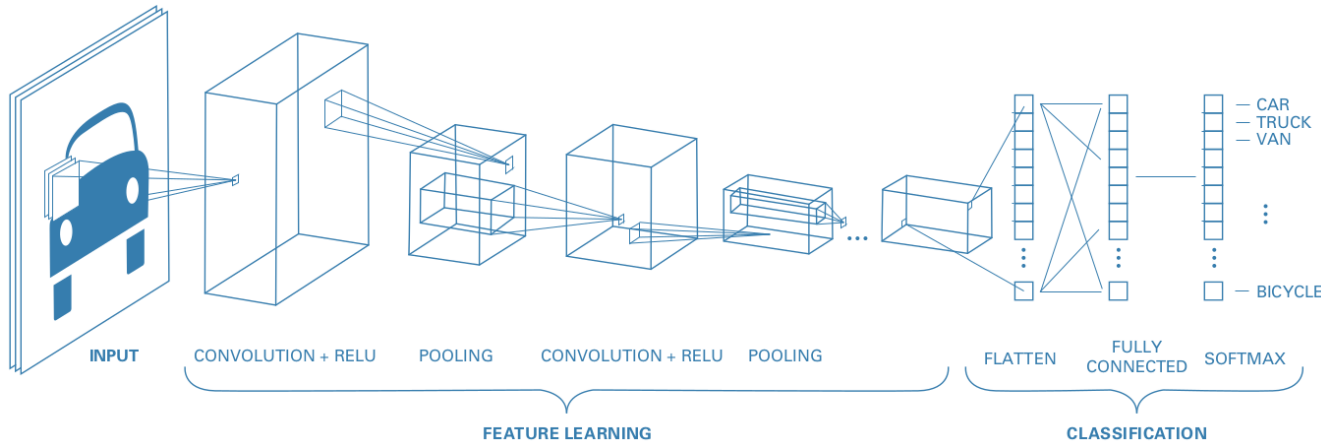 CAR
TRUCK
VAN
BICYCLE
INPUT
CONVOLUTION + RELU
POOLING
CONVOLUTION + RELU
POOLING
FLATTEN
FULLY
CONNECTED
SOFTMAX
FEATURE LEARNING
CLASSIFICATION